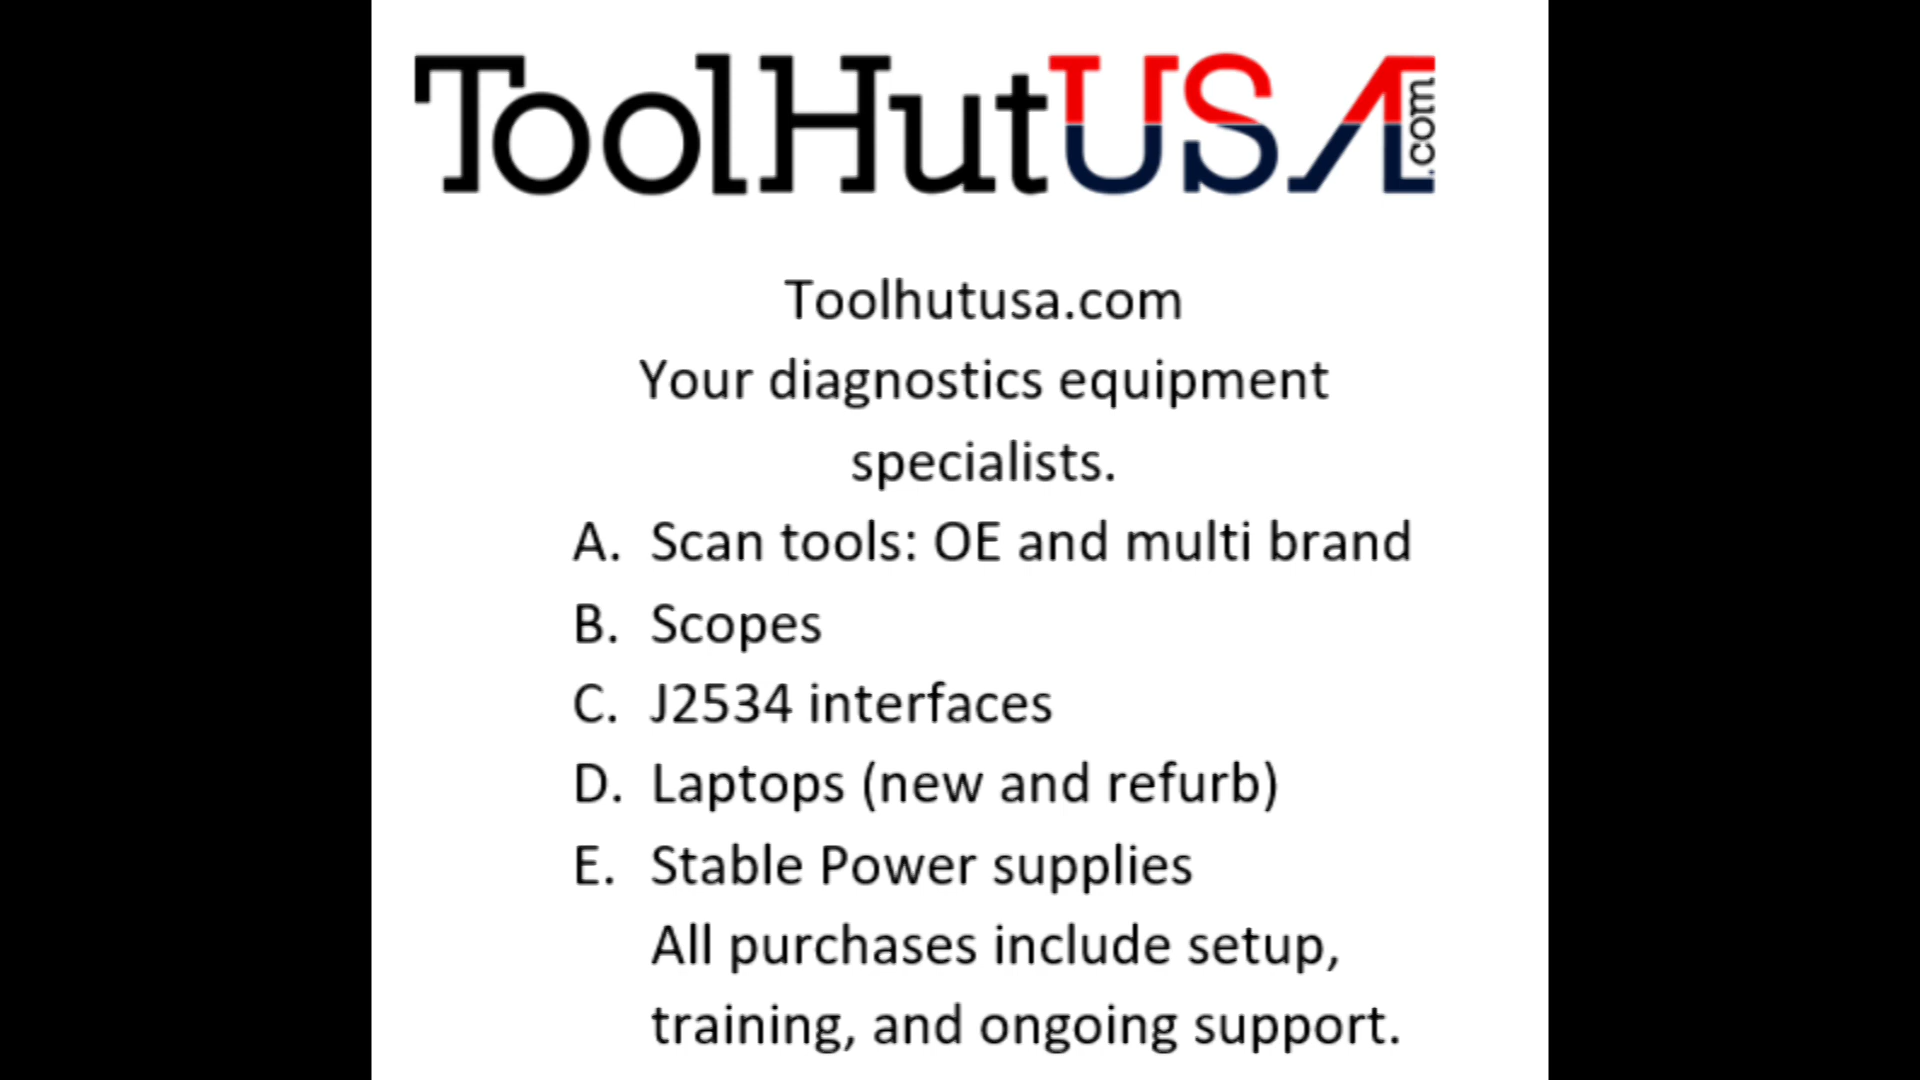 ToolHutUSA.com
Toolhutusa.com
Your diagnostics equipment
specialists.
A. Scan tools: OE and multi brand
B. Scopes
C. J2534 interfaces
D. Laptops (new and refurb)
E. Stable Power supplies
All purchases include setup,
training, and ongoing support.